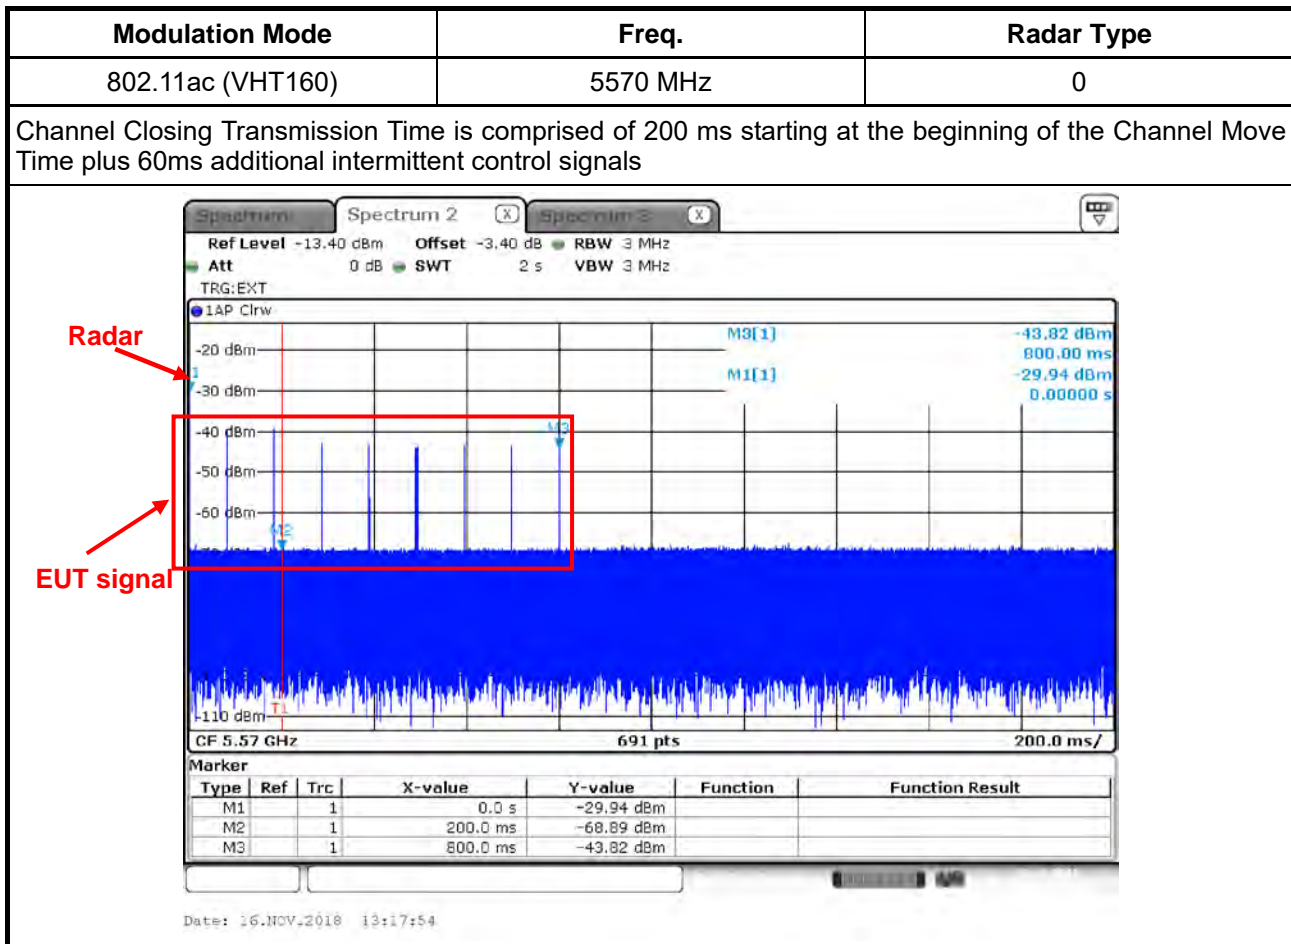 Modulation Mode Freq. Radar Type
802.11ac (VHT160) 5570 MHz 0
Channel Closing Transmission Time is comprised of 200 ms starting at the beginning of the Channel Move
Time plus 60ms additional intermittent control signals
Spectrum Spectrum 2 X Spectrum 3 X
Ref Level -13.40 dBm Offset -3.40 dB RBW 3 MHz
Att 0 dB SWT 2 s VBW 3 MHz
TRG:EXT
1AP Clrw
Radar
M3[1] -43.82 dBm
800.00 ms
M1[1] -29.94 dBm
0.00000 s
-20 dBm
-30 dBm
-40 dBm
M3
-50 dBm
-60 dBm
M2
EUT signal
-110 dBm
T1
CF 5.57 GHz 691 pts 200.0 ms/
Marker
Type Ref Trc X-value Y-value Function Function Result
M1 1 0.0 s -29.94 dBm
M2 1 200.0 ms -68.89 dBm
M3 1 800.0 ms -43.82 dBm
Date: 16.NOV.2018 13:17:54